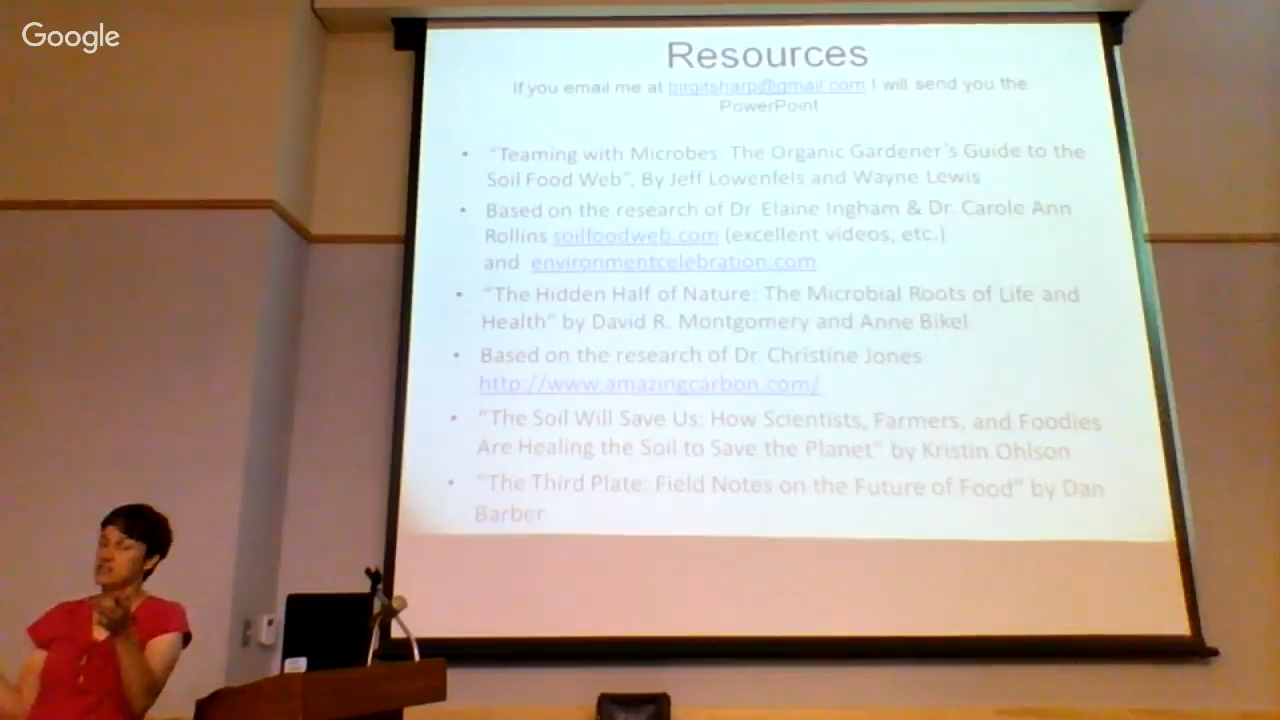 Google
Resources
If you email me at birgitsharp@gmail.com I will send you the
PowerPoint
• "Teaming with Microbes: The Organic Gardener's Guide to the
Soil Food Web", By Jeff Lowenfels and Wayne Lewis
• Based on the research of Dr. Elaine Ingham & Dr. Carole Ann
Rollins soilfoodweb.com (excellent videos, etc.)
and environmentcelebration.com
• "The Hidden Half of Nature: The Microbial Roots of Life and
Health" by David R. Montgomery and Anne Bikel
• Based on the research of Dr. Christine Jones
http://www.amazingcarbon.com/
• "The Soil Will Save Us: How Scientists, Farmers, and Foodies
Are Healing the Soil to Save the Planet" by Kristin Ohlson
• "The Third Plate: Field Notes on the Future of Food" by Dan
Barber